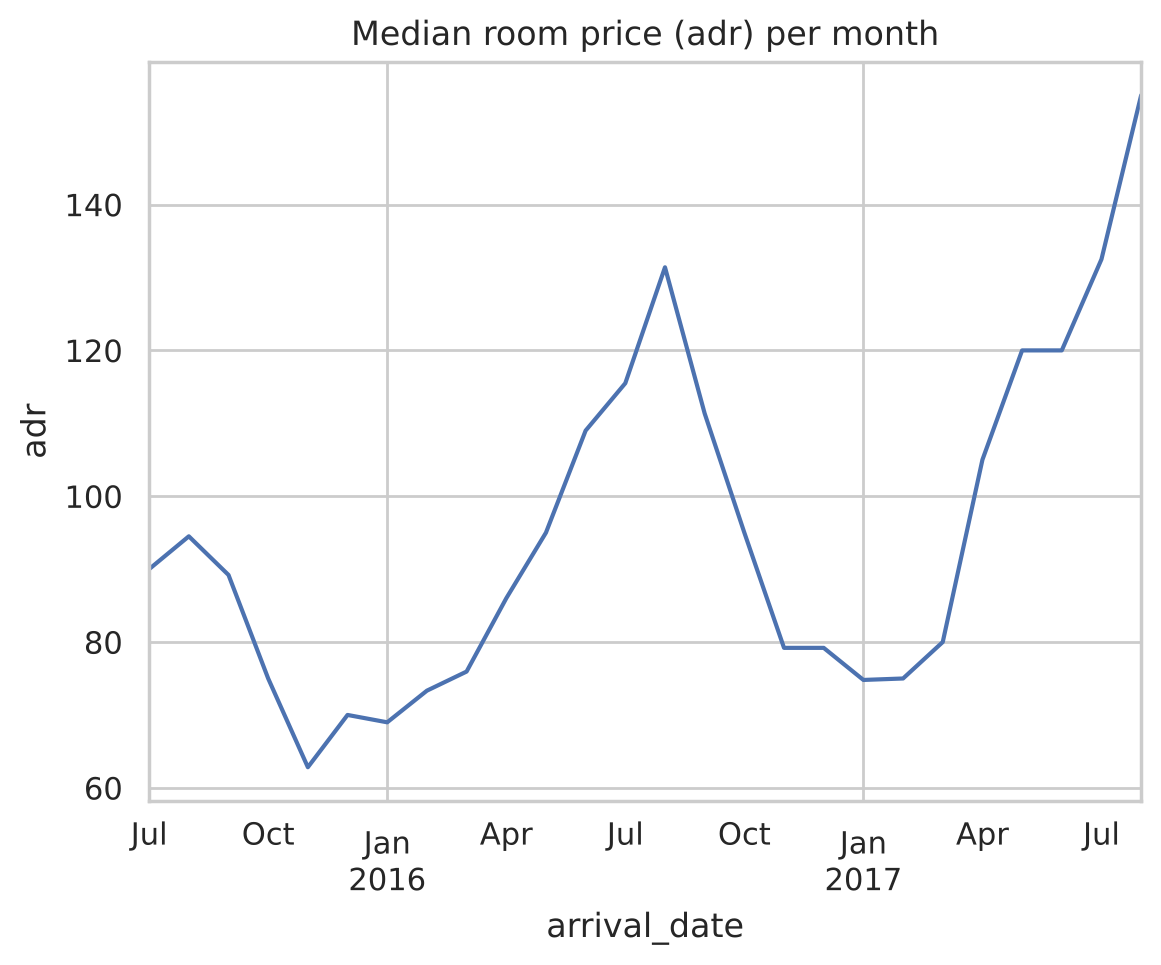 Median room price (adr) per month
140
120
100
80
60
adr
Jul Oct Jan Apr Jul Oct Jan Apr Jul
2016 2017
arrival_date